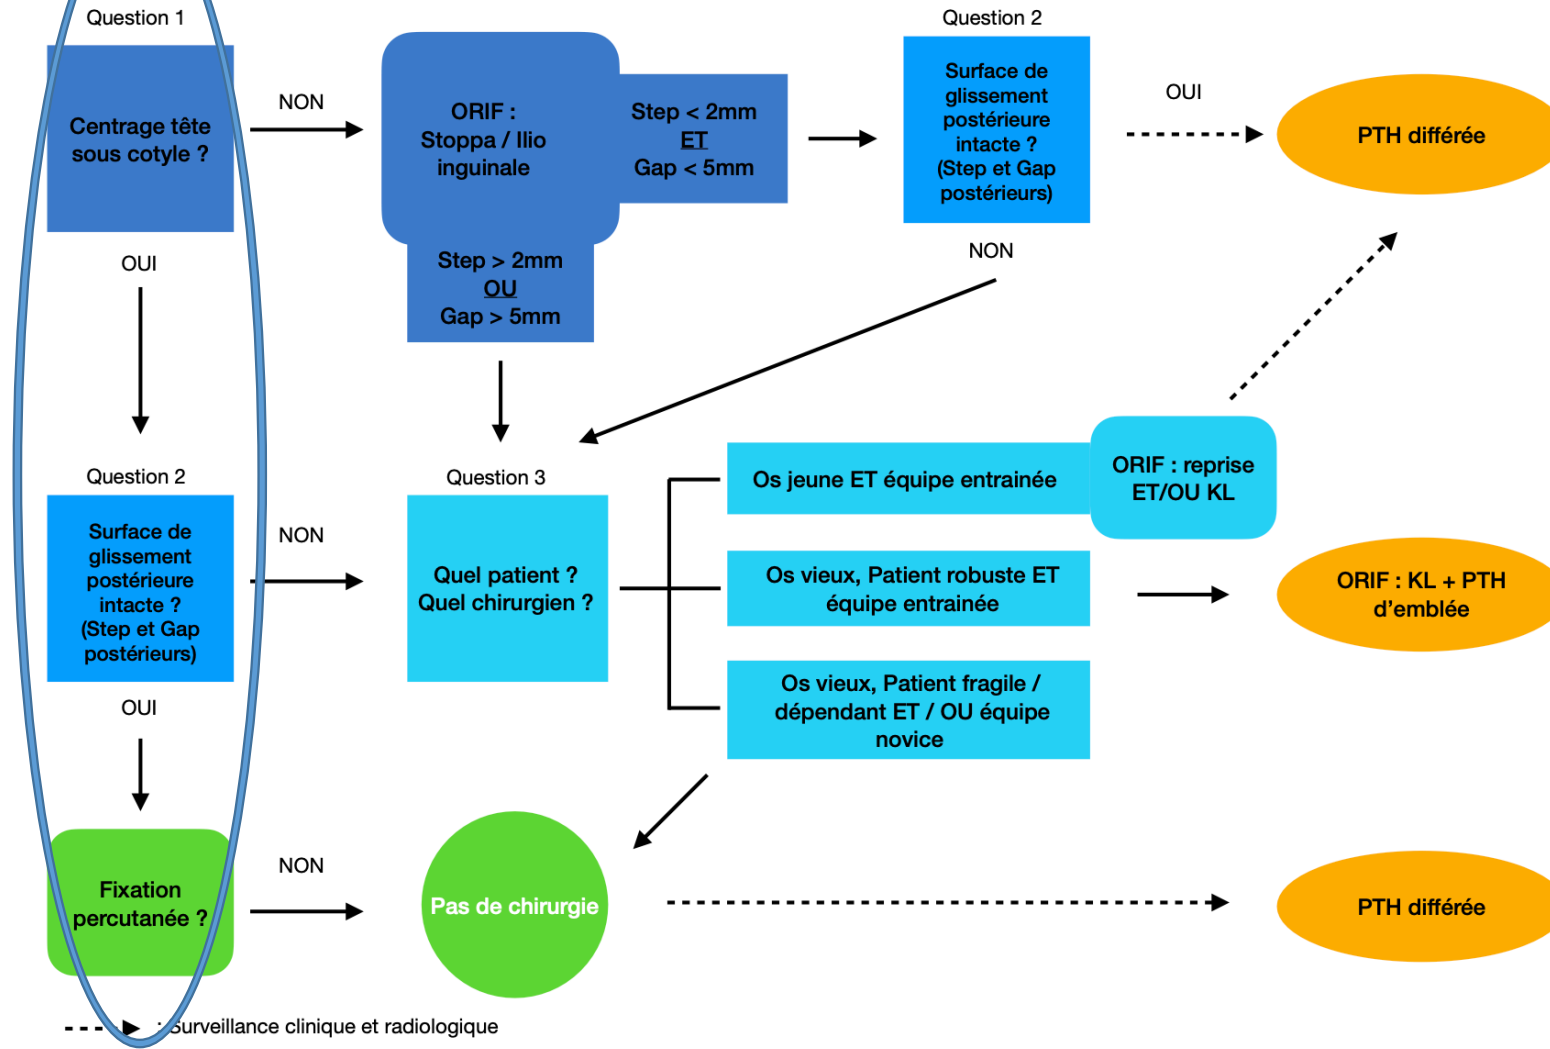 Question 1
Centrage tête
sous cotyle ?
NON
ORIF :
Stoppa / Ilio
inguinale
Step < 2mm
ET
Gap < 5mm
Step > 2mm
OU
Gap > 5mm
Question 2
Surface de
glissement
postérieure
intacte ?
(Step et Gap
postérieurs)
OUI
PTH différée
NON
OUI
Question 2
Surface de
glissement
postérieure
intacte ?
(Step et Gap
postérieurs)
NON
Question 3
Quel patient ?
Quel chirurgien ?
Os jeune ET équipe entrainée
ORIF : reprise
ET/OU KL
Os vieux, Patient robuste ET
équipe entrainée
ORIF : KL + PTH
d'emblée
Os vieux, Patient fragile /
dépendant ET / OU équipe
novice
OUI
Fixation
percutanée ?
NON
Pas de chirurgie
PTH différée
: Surveillance clinique et radiologique